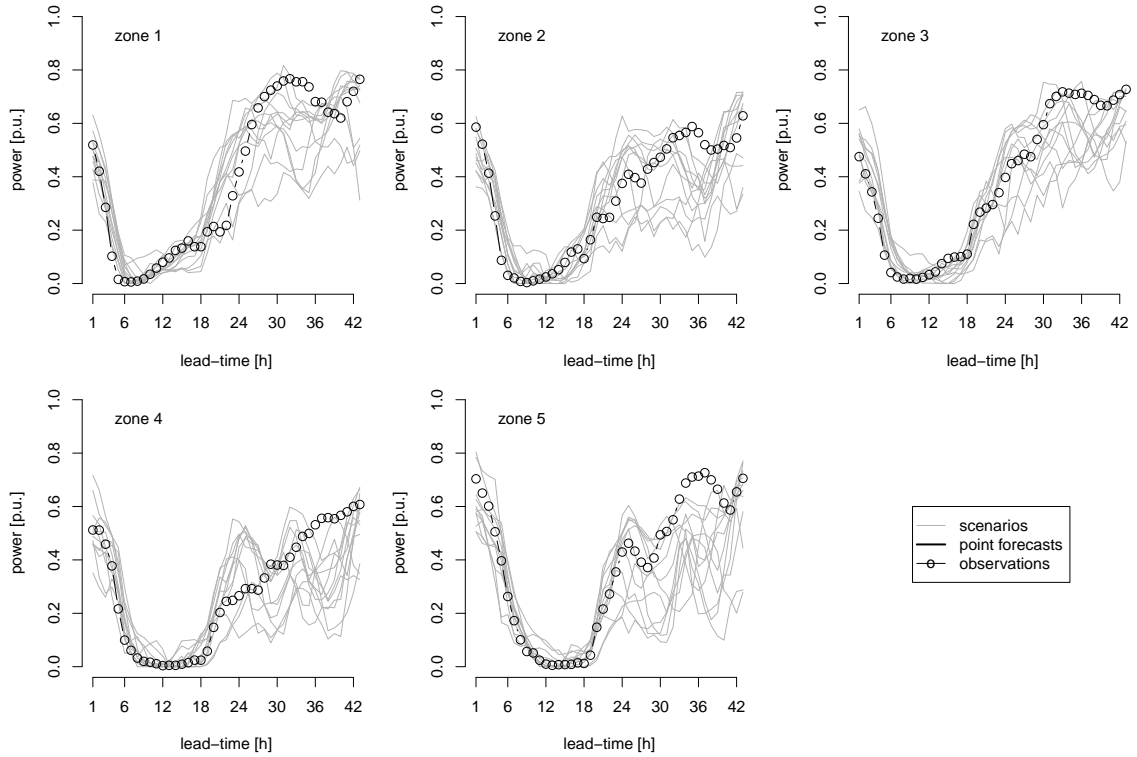 zone 1
power [p.u.]
0.0 0.2 0.4 0.6 0.8 1.0
1 6 12 18 24 30 36 42
lead−time [h]
zone 2
power [p.u.]
0.0 0.2 0.4 0.6 0.8 1.0
1 6 12 18 24 30 36 42
lead−time [h]
zone 3
power [p.u.]
0.0 0.2 0.4 0.6 0.8 1.0
1 6 12 18 24 30 36 42
lead−time [h]
zone 4
power [p.u.]
0.0 0.2 0.4 0.6 0.8 1.0
1 6 12 18 24 30 36 42
lead−time [h]
zone 5
power [p.u.]
0.0 0.2 0.4 0.6 0.8 1.0
1 6 12 18 24 30 36 42
lead−time [h]
scenarios
point forecasts
observations